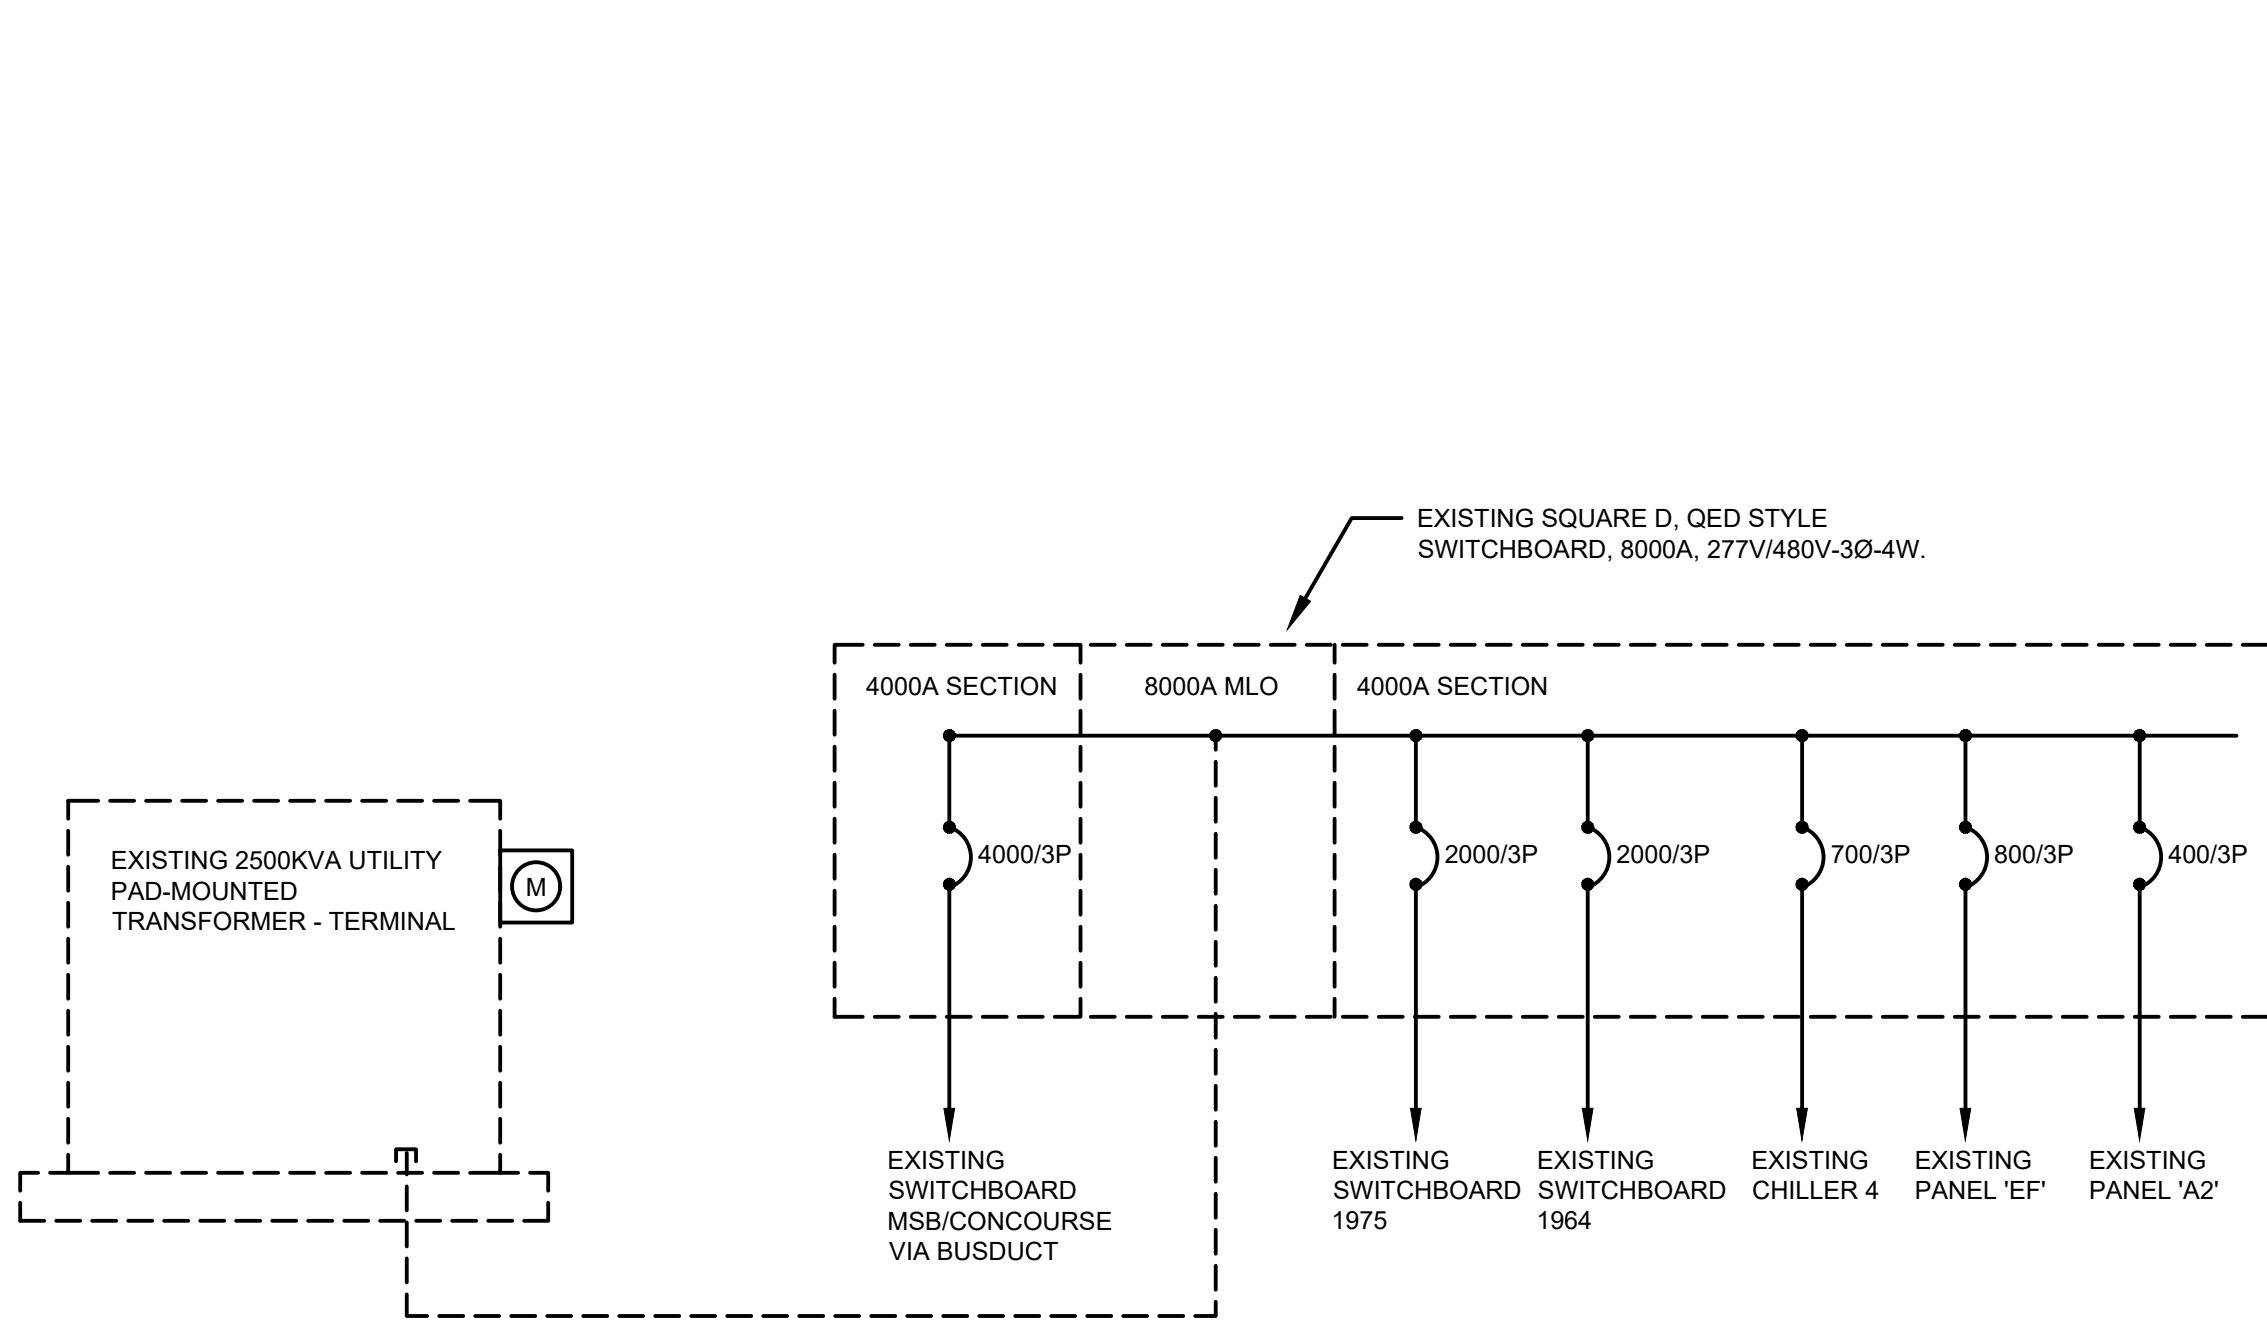 EXISTING SQUARE D, QED STYLE
SWITCHBOARD, 8000A, 277V/480V-3Ø-4W.
4000A SECTION
8000A MLO
4000A SECTION
EXISTING 2500KVA UTILITY
PAD-MOUNTED
TRANSFORMER - TERMINAL
M
4000/3P
2000/3P
2000/3P
700/3P
800/3P
400/3P
EXISTING
SWITCHBOARD
MSB/CONCOURSE
VIA BUSDUCT
EXISTING
SWITCHBOARD
1975
EXISTING
SWITCHBOARD
1964
EXISTING
CHILLER 4
EXISTING
PANEL 'EF'
EXISTING
PANEL 'A2'